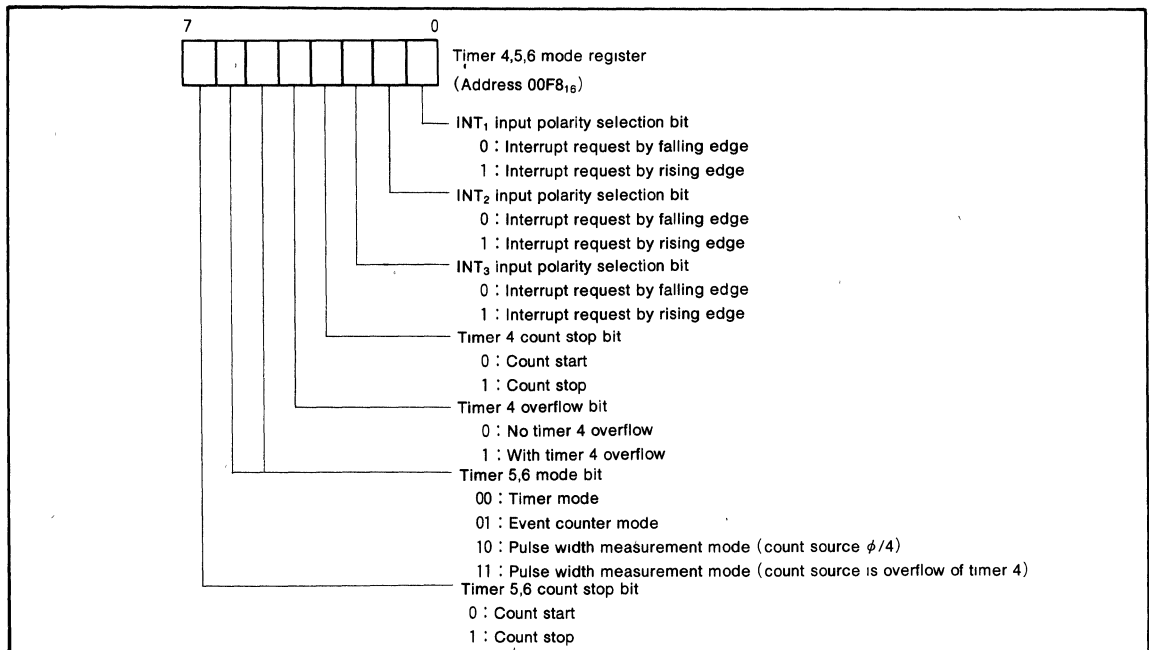 7 0
Timer 4,5,6 mode register
(Address 00F8₁₆)
INT₁ input polarity selection bit
0 : Interrupt request by falling edge
1 : Interrupt request by rising edge
INT₂ input polarity selection bit
0 : Interrupt request by falling edge
1 : Interrupt request by rising edge
INT₃ input polarity selection bit
0 : Interrupt request by falling edge
1 : Interrupt request by rising edge
Timer 4 count stop bit
0 : Count start
1 : Count stop
Timer 4 overflow bit
0 : No timer 4 overflow
1 : With timer 4 overflow
Timer 5,6 mode bit
00 : Timer mode
01 : Event counter mode
10 : Pulse width measurement mode (count source φ/4)
11 : Pulse width measurement mode (count source is overflow of timer 4)
Timer 5,6 count stop bit
0 : Count start
1 : Count stop